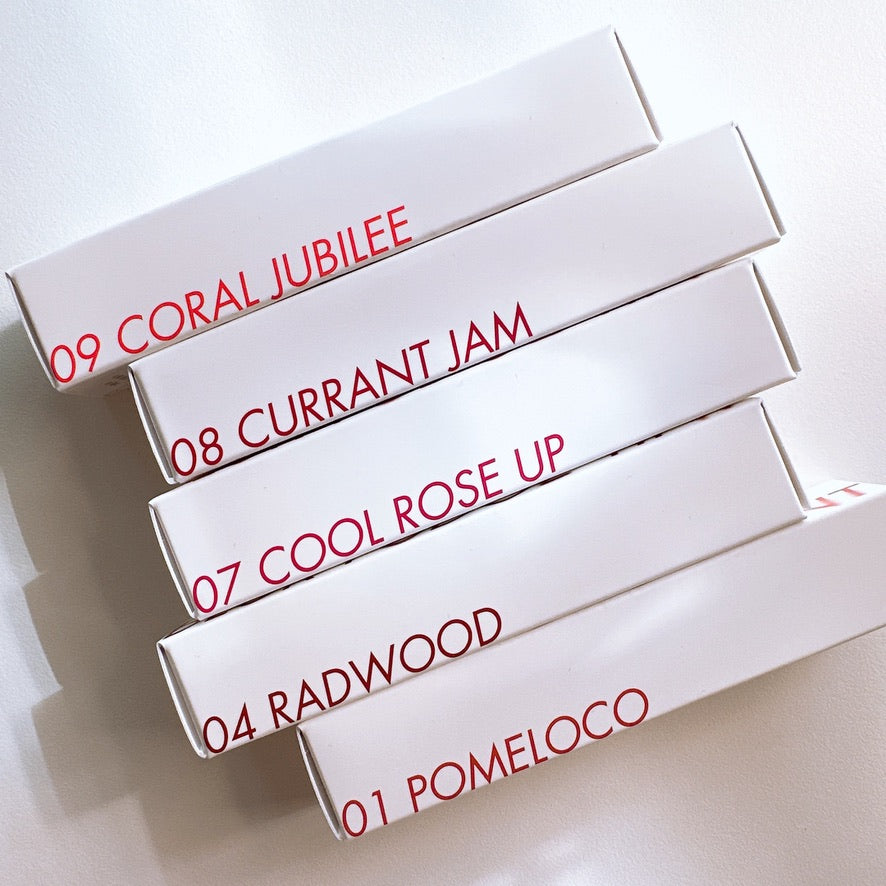 09 CORAL JUBILEE
08 CURRANT JAM
07 COOL ROSE UP
04 RADWOOD
01 POMELOCO